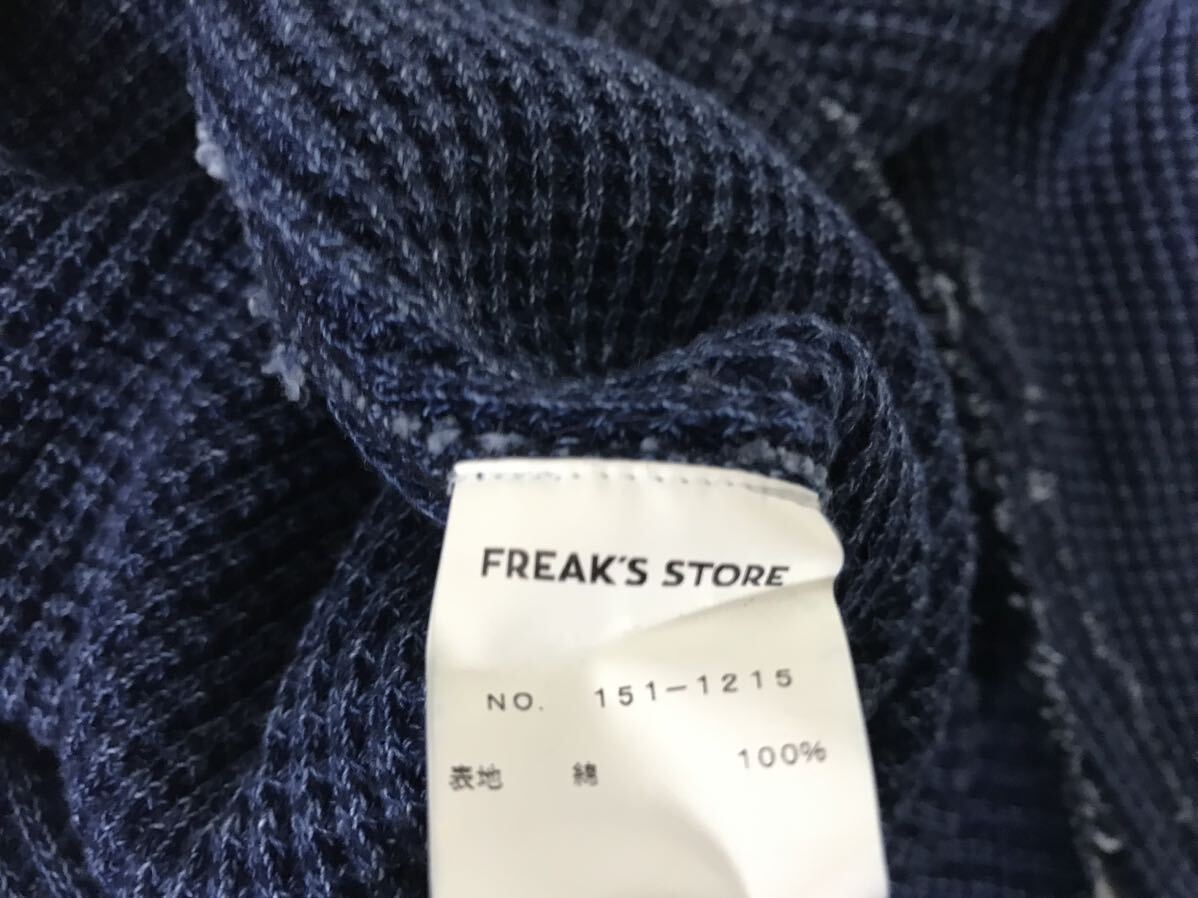 FREAK'S STORE
NO. 151-1215
表地 綿 100%